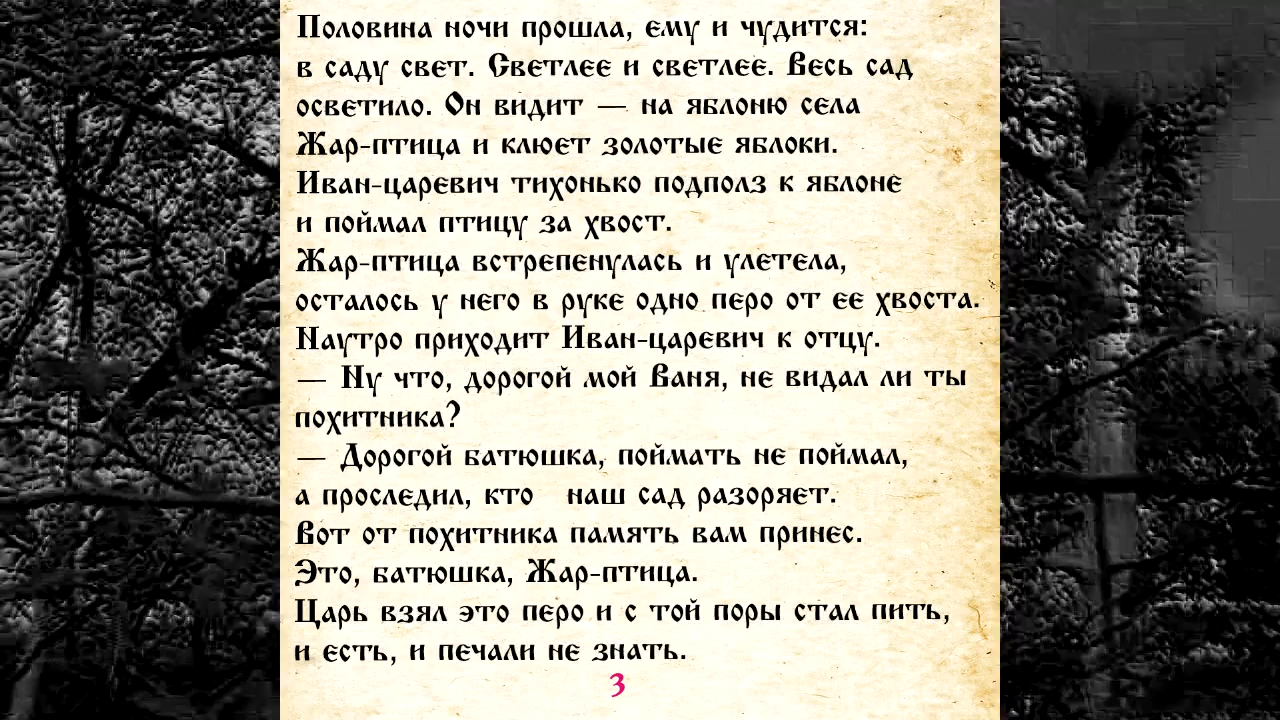 Половина ночи прошла, ему и чудится:
в саду свет. Светлее и светлее. Весь сад
осветило. Он видит — на яблоню села
Жар-птица и клюет золотые яблоки.
Иван-царевич тихонько подполз к яблоне
и поймал птицу за хвост.
Жар-птица встрепенулась и улетела,
осталось у него в руке одно перо от ее хвоста.
Наутро приходит Иван-царевич к отцу.
— Ну что, дорогой мой Ваня, не видал ли ты
похитника?
— Дорогой батюшка, поймать не поймал,
а проследил, кто наш сад разоряет.
Вот от похитника память вам принес.
Это, батюшка, Жар-птица.
Царь взял это перо и с той поры стал пить,
и есть, и печали не знать.
3